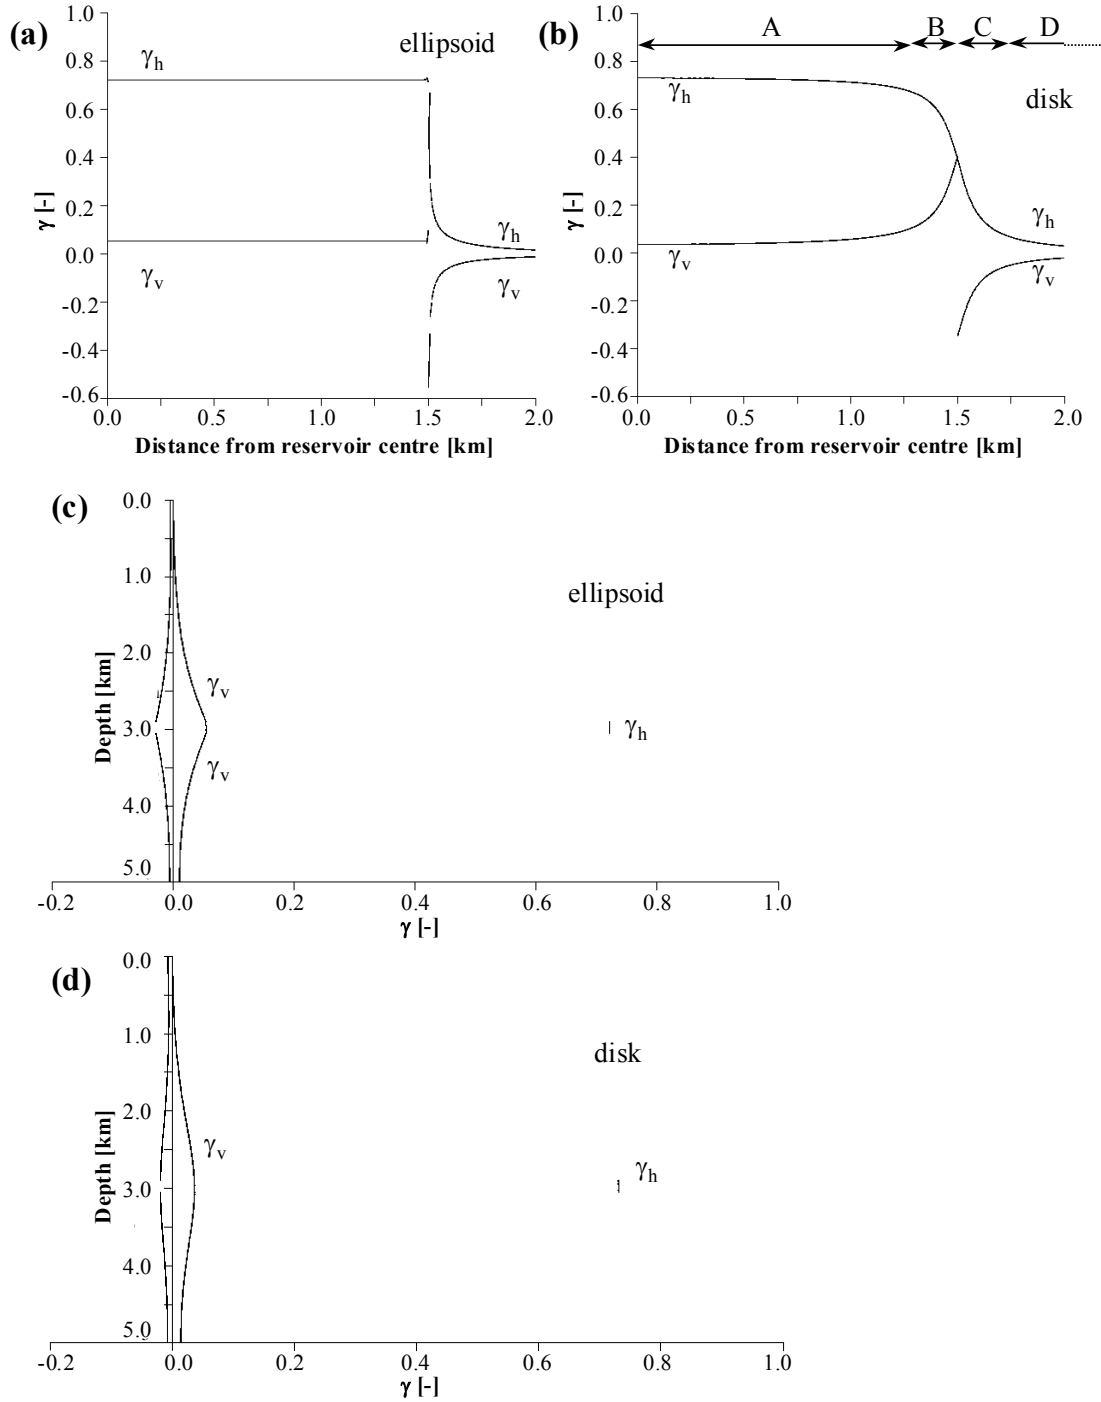 (a)
ellipsoid
γh
γv
γh
γv
γ [-]
1.0
0.8
0.6
0.4
0.2
0.0
-0.2
-0.4
-0.6
0.0 0.5 1.0 1.5 2.0
Distance from reservoir centre [km]
(b)
A B C D
disk
γh
γv
γh
γv
γ [-]
1.0
0.8
0.6
0.4
0.2
0.0
-0.2
-0.4
-0.6
0.0 0.5 1.0 1.5 2.0
Distance from reservoir centre [km]
(c)
ellipsoid
γv
γv
γh
Depth [km]
0.0
1.0
2.0
3.0
4.0
5.0
-0.2 0.0 0.2 0.4 0.6 0.8 1.0
γ [-]
(d)
disk
γv
γh
Depth [km]
0.0
1.0
2.0
3.0
4.0
5.0
-0.2 0.0 0.2 0.4 0.6 0.8 1.0
γ [-]